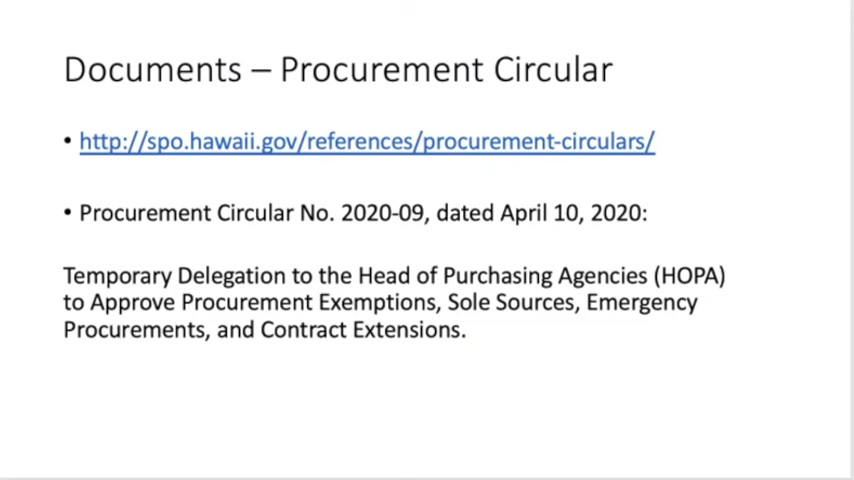 Documents – Procurement Circular
• http://spo.hawaii.gov/references/procurement-circulars/
• Procurement Circular No. 2020-09, dated April 10, 2020:
Temporary Delegation to the Head of Purchasing Agencies (HOPA)
to Approve Procurement Exemptions, Sole Sources, Emergency
Procurements, and Contract Extensions.